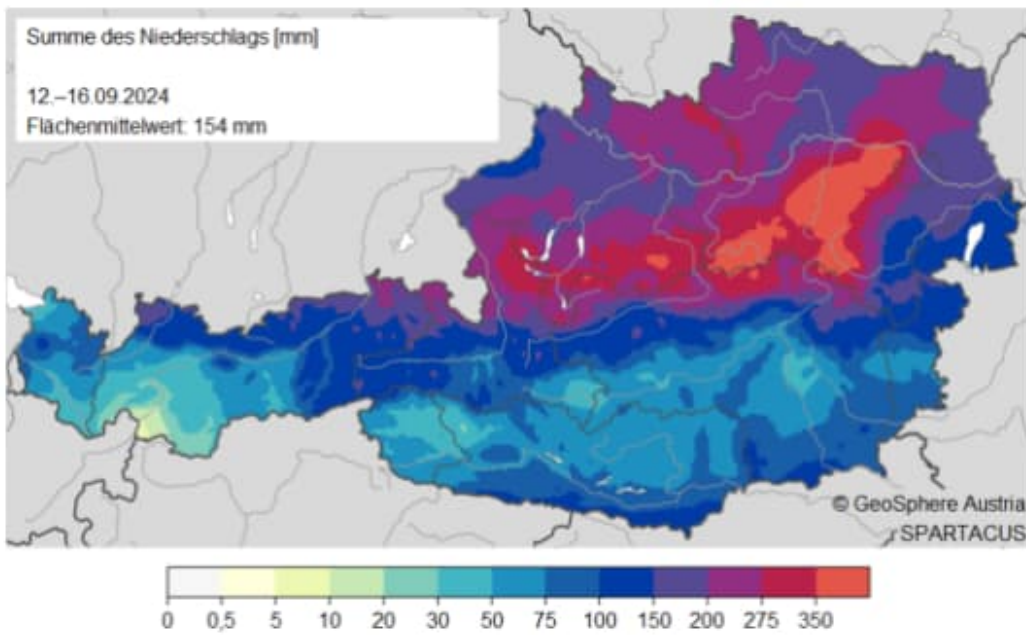 Summe des Niederschlags [mm]
12.–16.09.2024
Flächenmittelwert: 154 mm
© GeoSphere Austria
SPARTACUS
0 0,5 5 10 20 30 50 75 100 150 200 275 350